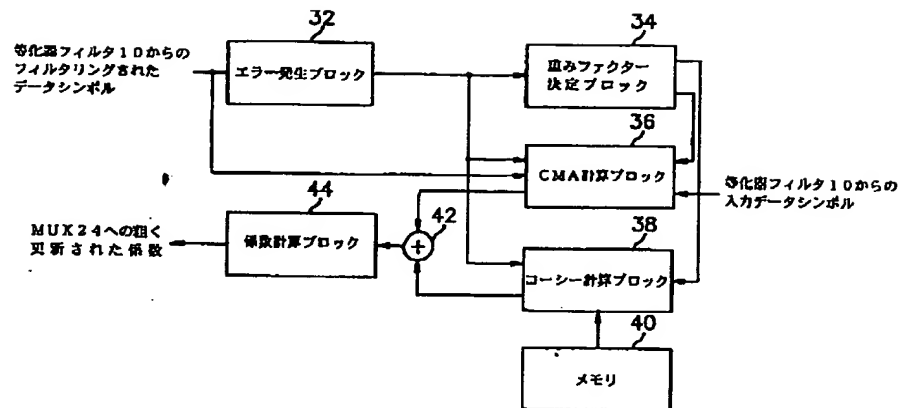 32
34
等化器フィルタ10からの
フィルタリングされた
データシンボル
エラー発生ブロック
重みファクター
決定ブロック
36
CMA計算ブロック
等化器フィルタ10からの
入力データシンボル
44
42
MUX24への粗く
更新された係数
係数計算ブロック
+
38
コーシー計算ブロック
40
メモリ